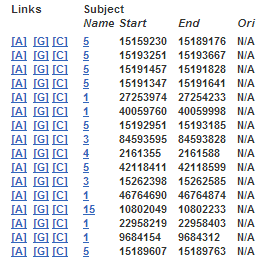 Links Subject
Name Start End Ori
[A] [G] [C] 5 15159230 15189176 N/A
[A] [G] [C] 5 15193251 15193667 N/A
[A] [G] [C] 5 15191457 15191828 N/A
[A] [G] [C] 5 15191347 15191641 N/A
[A] [G] [C] 1 27253974 27254233 N/A
[A] [G] [C] 1 40059760 40059998 N/A
[A] [G] [C] 5 15192951 15193185 N/A
[A] [G] [C] 3 84593595 84593828 N/A
[A] [G] [C] 4 2161355 2161588 N/A
[A] [G] [C] 5 42118411 42118599 N/A
[A] [G] [C] 3 15262398 15262585 N/A
[A] [G] [C] 1 46764690 46764874 N/A
[A] [G] [C] 15 10802049 10802233 N/A
[A] [G] [C] 1 22958219 22958403 N/A
[A] [G] [C] 1 9684154 9684312 N/A
[A] [G] [C] 5 15189607 15189763 N/A